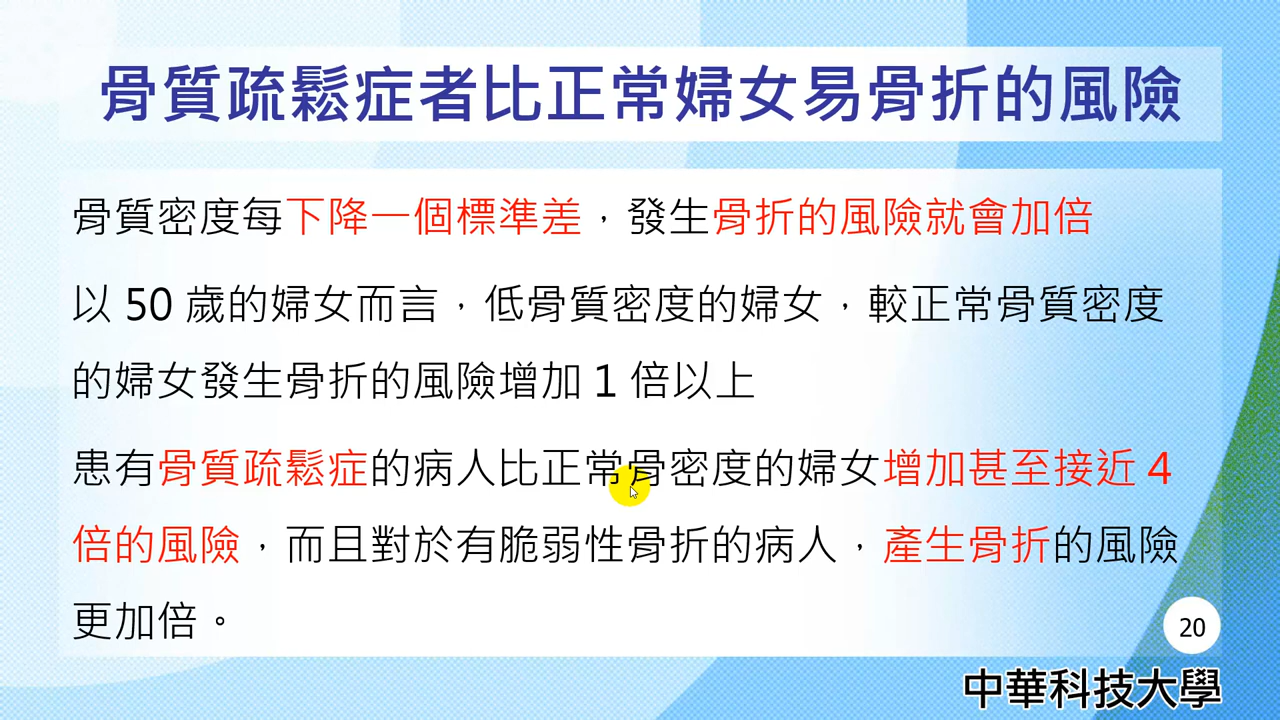 骨質疏鬆症者比正常婦女易骨折的風險
骨質密度每下降一個標準差，發生骨折的風險就會加倍
以 50 歲的婦女而言，低骨質密度的婦女，較正常骨質密度
的婦女發生骨折的風險增加 1 倍以上
患有骨質疏鬆症的病人比正常骨密度的婦女增加甚至接近 4
倍的風險，而且對於有脆弱性骨折的病人，產生骨折的風險
更加倍。
20
中華科技大學